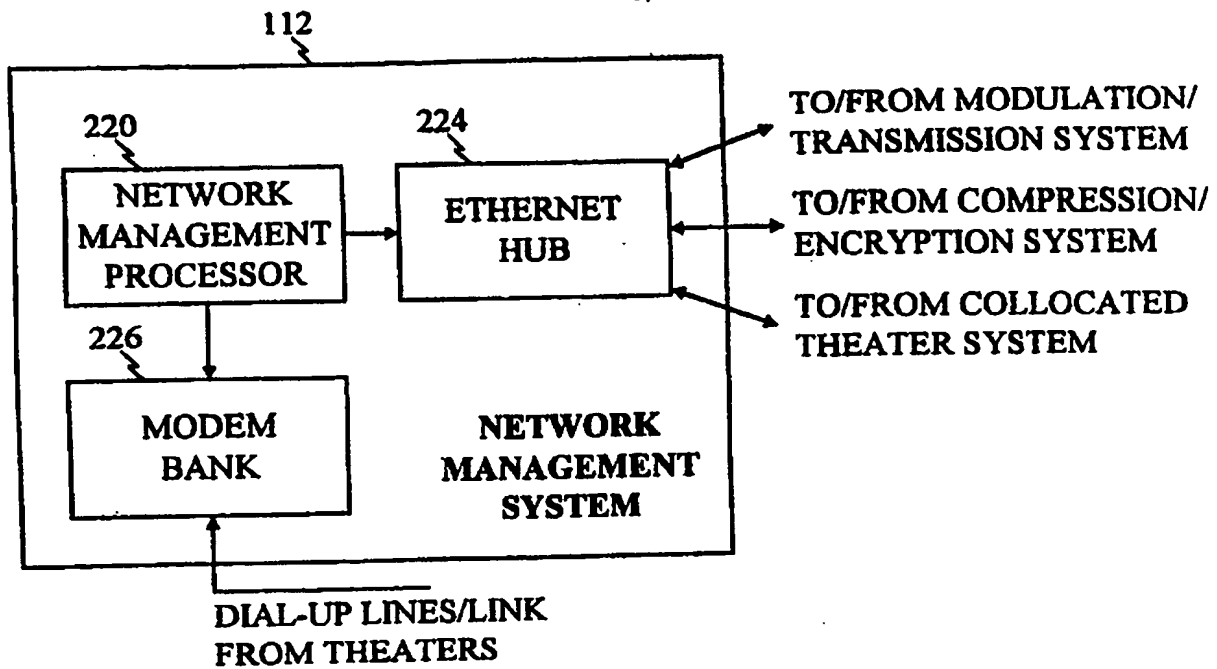 112
220
NETWORK
MANAGEMENT
PROCESSOR
224
ETHERNET
HUB
TO/FROM MODULATION/
TRANSMISSION SYSTEM
TO/FROM COMPRESSION/
ENCRYPTION SYSTEM
TO/FROM COLLOCATED
THEATER SYSTEM
226
MODEM
BANK
NETWORK
MANAGEMENT
SYSTEM
DIAL-UP LINES/LINK
FROM THEATERS